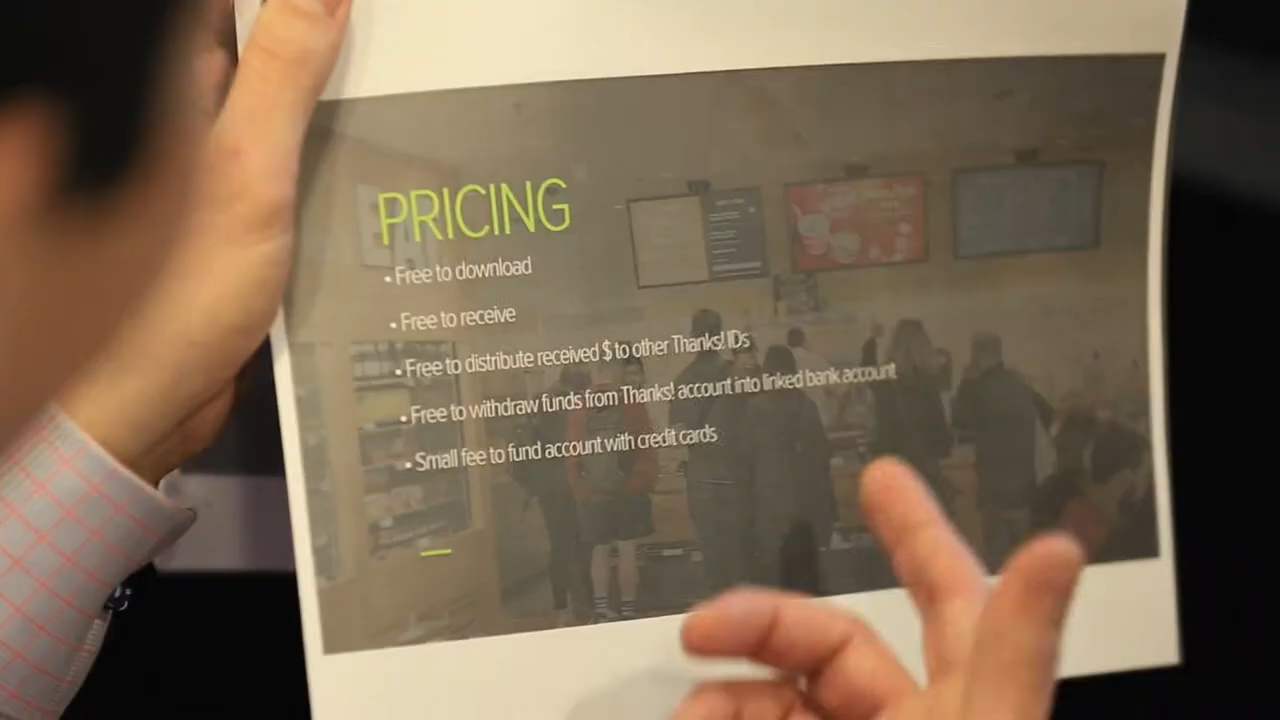 PRICING
• Free to download
• Free to receive
• Free to distribute received $ to other Thanks! IDs
• Free to withdraw funds from Thanks! account into linked bank account
• Small fee to fund account with credit cards